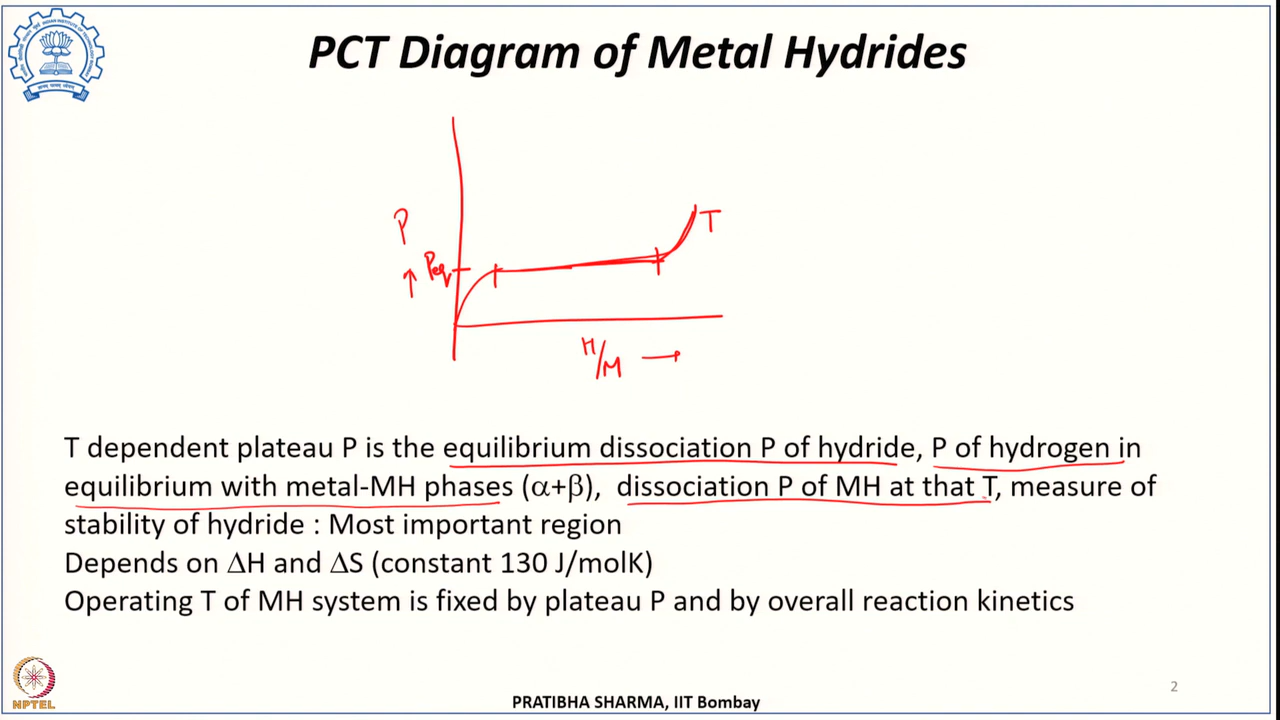 PCT Diagram of Metal Hydrides
P
↑ Peq
T
H/M →
T dependent plateau P is the equilibrium dissociation P of hydride, P of hydrogen in
equilibrium with metal-MH phases (α+β), dissociation P of MH at that T, measure of
stability of hydride : Most important region
Depends on ΔH and ΔS (constant 130 J/molK)
Operating T of MH system is fixed by plateau P and by overall reaction kinetics
NPTEL
PRATIBHA SHARMA, IIT Bombay
2